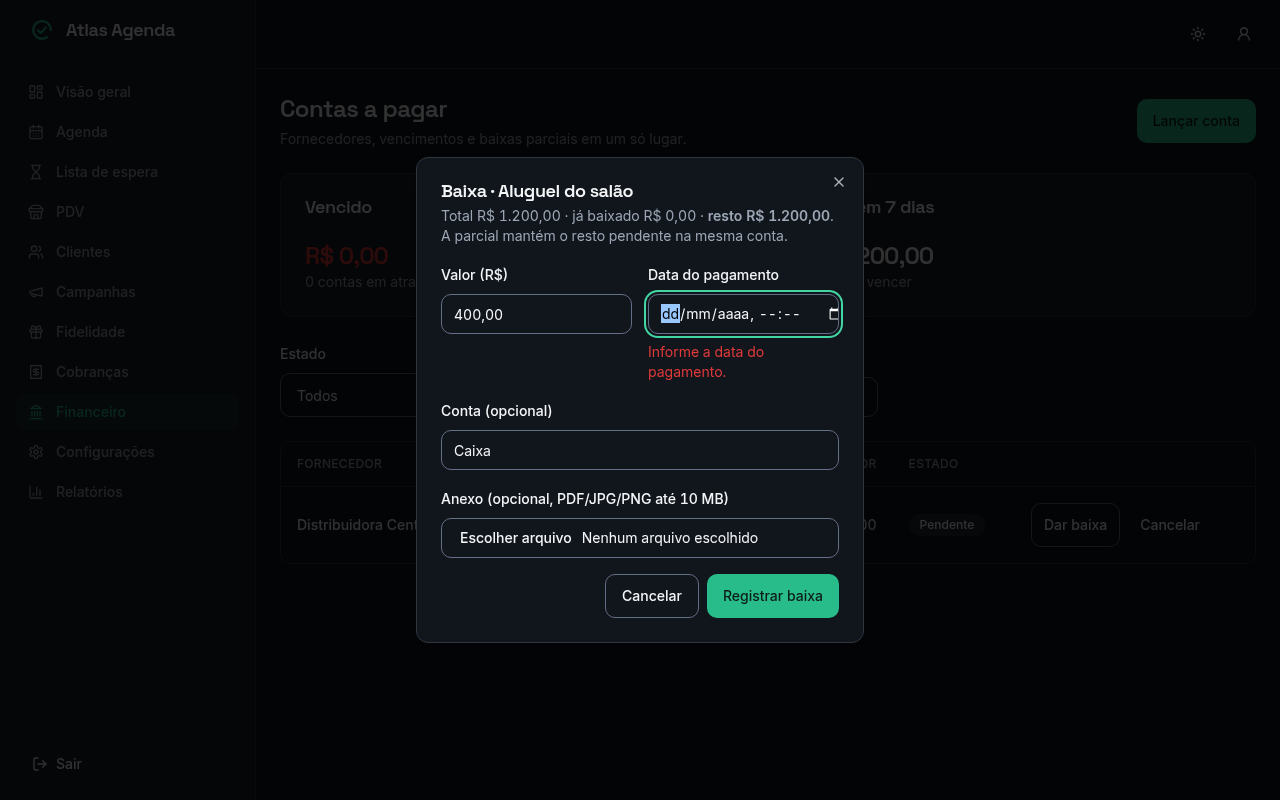 Atlas Agenda
Visão geral
Agenda
Lista de espera
PDV
Clientes
Campanhas
Fidelidade
Cobranças
Financeiro
Configurações
Relatórios
Sair
Contas a pagar
Fornecedores, vencimentos e baixas parciais em um só lugar.
Lançar conta
Vencido
R$ 0,00
0 contas em atra
em 7 dias
200,00
vencer
Estado
Todos
FORNECEDOR
OR
ESTADO
Distribuidora Cent
00
Pendente
Dar baixa
Cancelar
Baixa · Aluguel do salão
Total R$ 1.200,00 · já baixado R$ 0,00 · resto R$ 1.200,00.
A parcial mantém o resto pendente na mesma conta.
Valor (R$)
Data do pagamento
400,00
dd/mm/aaaa, --:--
Informe a data do
pagamento.
Conta (opcional)
Caixa
Anexo (opcional, PDF/JPG/PNG até 10 MB)
Escolher arquivo Nenhum arquivo escolhido
Cancelar
Registrar baixa